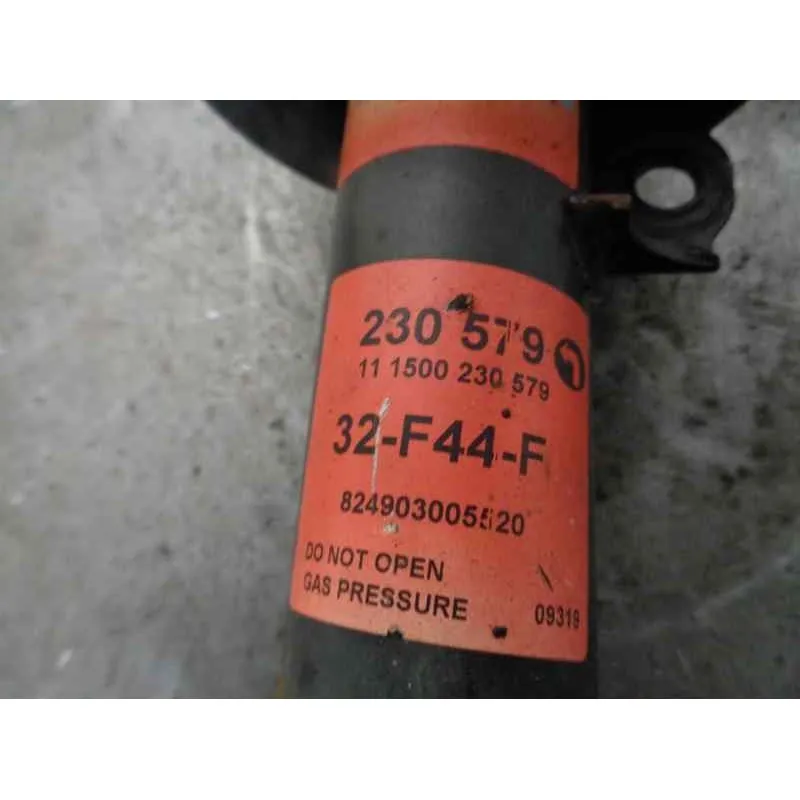 230 579
11 1500 230 579
32-F44-F
824903005520
DO NOT OPEN
GAS PRESSURE 09319